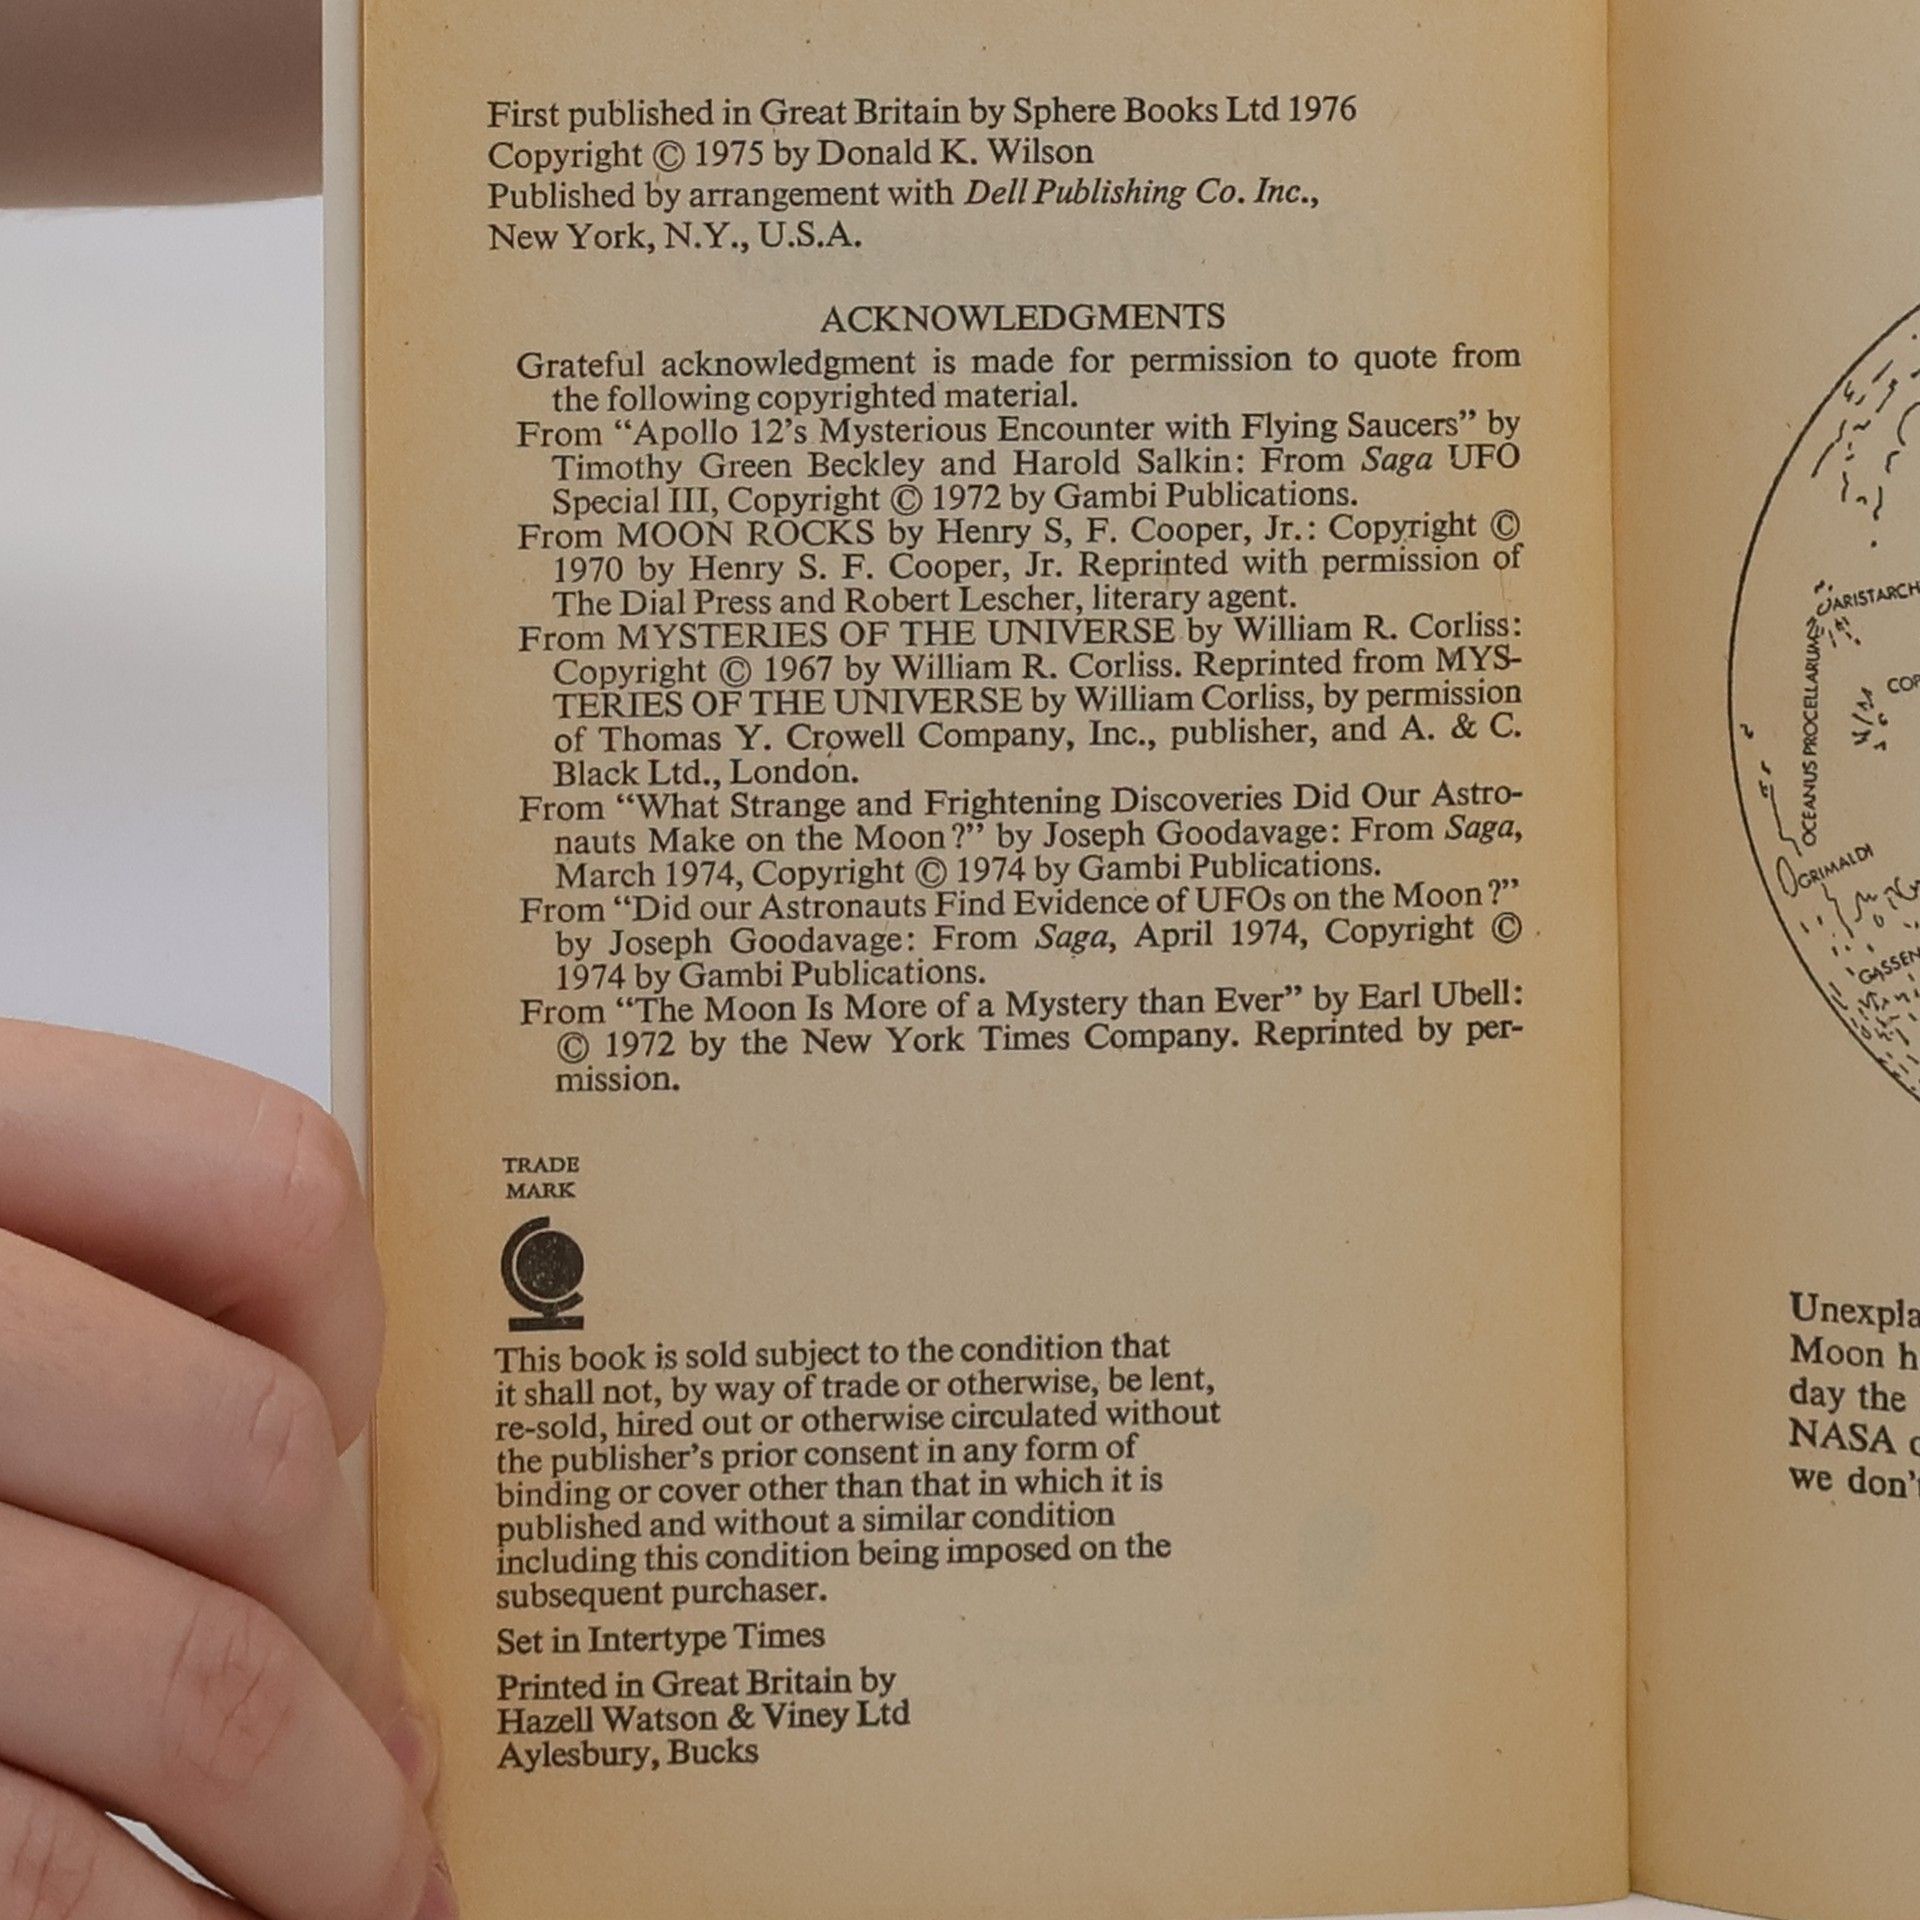 First published in Great Britain by Sphere Books Ltd 1976
Copyright © 1975 by Donald K. Wilson
Published by arrangement with Dell Publishing Co. Inc.,
New York, N.Y., U.S.A.
ACKNOWLEDGMENTS
Grateful acknowledgment is made for permission to quote from
the following copyrighted material.
From “Apollo 12’s Mysterious Encounter with Flying Saucers” by
Timothy Green Beckley and Harold Salkin: From Saga UFO
Special III, Copyright © 1972 by Gambi Publications.
From MOON ROCKS by Henry S, F. Cooper, Jr.: Copyright ©
1970 by Henry S. F. Cooper, Jr. Reprinted with permission of
The Dial Press and Robert Lescher, literary agent.
From MYSTERIES OF THE UNIVERSE by William R. Corliss:
Copyright © 1967 by William R. Corliss. Reprinted from MYS-
TERIES OF THE UNIVERSE by William Corliss, by permission
of Thomas Y. Crowell Company, Inc., publisher, and A. & C.
Black Ltd., London.
From “What Strange and Frightening Discoveries Did Our Astro-
nauts Make on the Moon?” by Joseph Goodavage: From Saga,
March 1974, Copyright © 1974 by Gambi Publications.
From “Did our Astronauts Find Evidence of UFOs on the Moon?”
by Joseph Goodavage: From Saga, April 1974, Copyright ©
1974 by Gambi Publications.
From “The Moon Is More of a Mystery than Ever” by Earl Ubell:
© 1972 by the New York Times Company. Reprinted by per-
mission.
TRADE
MARK
This book is sold subject to the condition that
it shall not, by way of trade or otherwise, be lent,
re-sold, hired out or otherwise circulated without
the publisher’s prior consent in any form of
binding or cover other than that in which it is
published and without a similar condition
including this condition being imposed on the
subsequent purchaser.
Set in Intertype Times
Printed in Great Britain by
Hazell Watson & Viney Ltd
Aylesbury, Bucks
ARISTARCH
OCEANUS PROCELLARUM
COP
GRIMALDI
GASSEN
Unexpla
Moon h
day the
NASA
we don’t